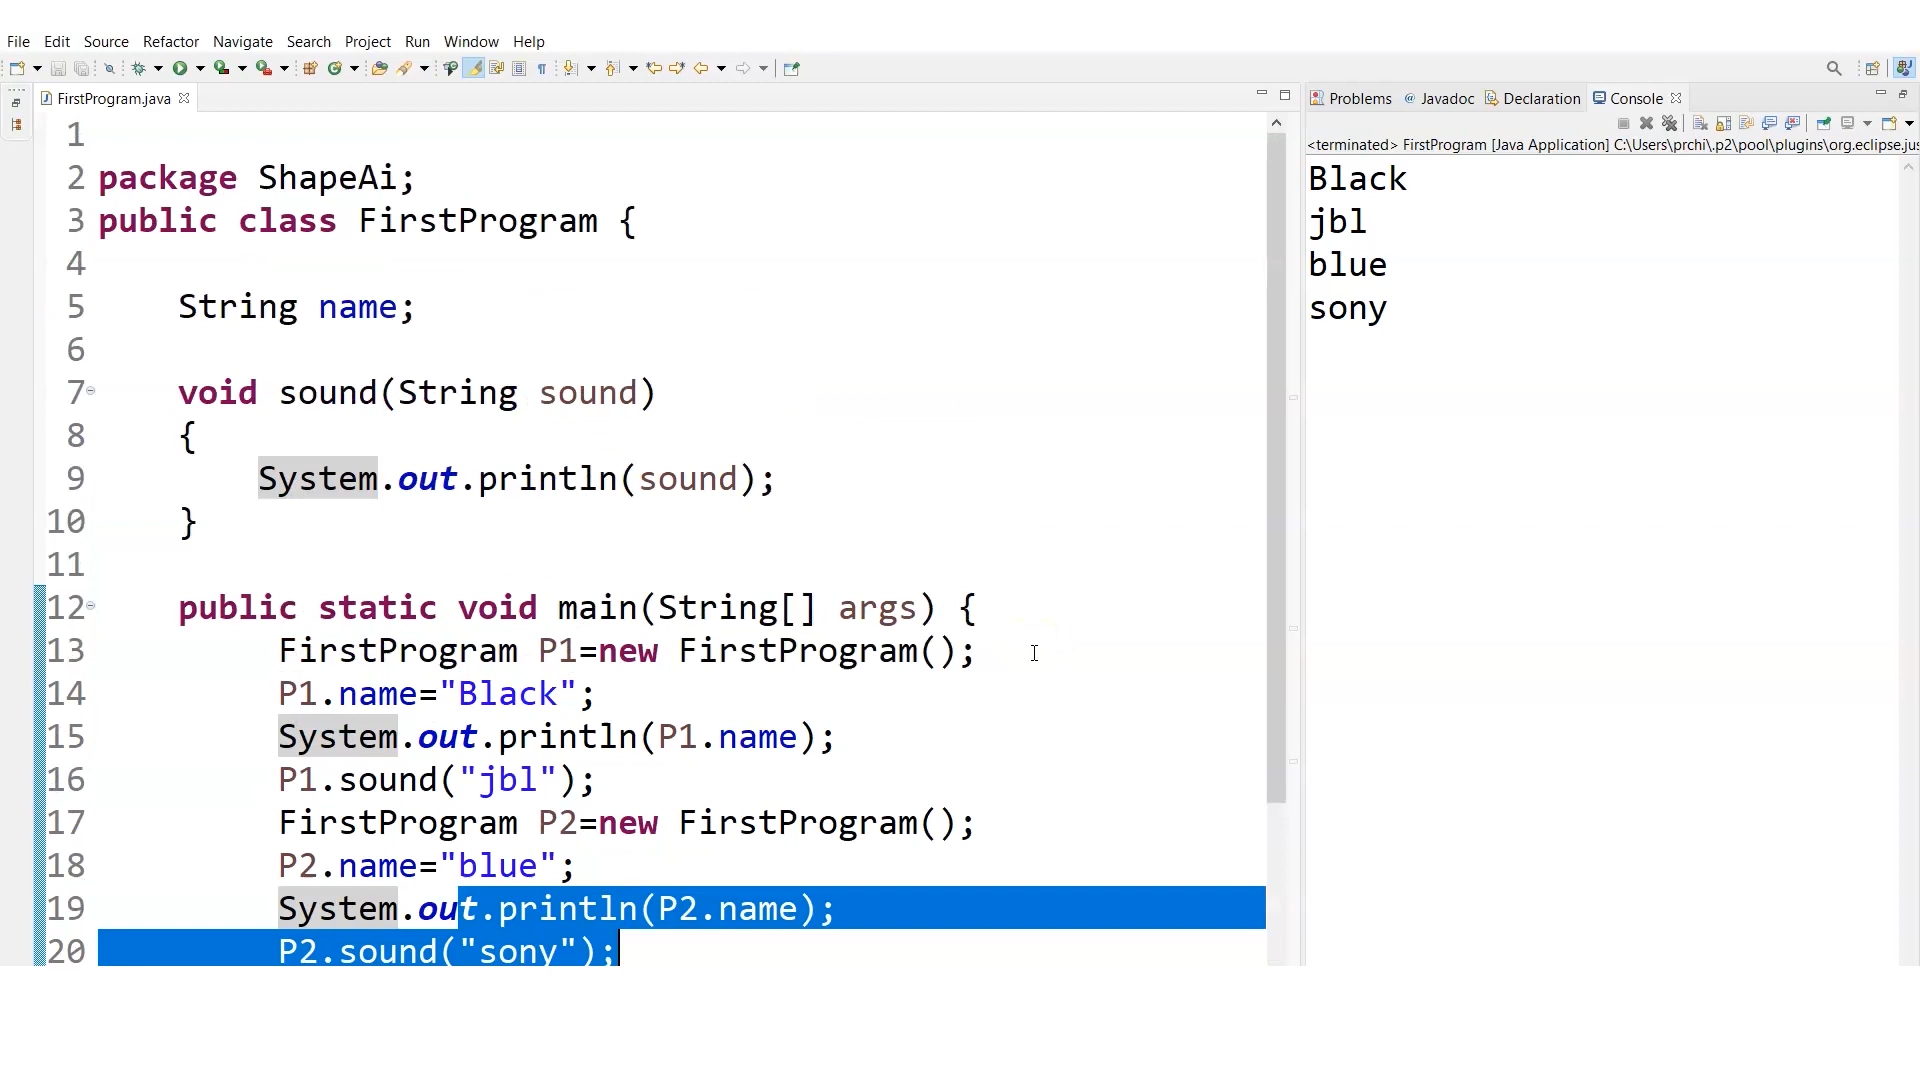 File Edit Source Refactor Navigate Search Project Run Window Help
FirstProgram.java
1
2 package ShapeAi;
3 public class FirstProgram {
4
5 String name;
6
7 void sound(String sound)
8 {
9 System.out.println(sound);
10 }
11
12 public static void main(String[] args) {
13 FirstProgram P1=new FirstProgram();
14 P1.name="Black";
15 System.out.println(P1.name);
16 P1.sound("jbl");
17 FirstProgram P2=new FirstProgram();
18 P2.name="blue";
19 System.out.println(P2.name);
20 P2.sound("sony");
Problems @ Javadoc Declaration Console
<terminated> FirstProgram [Java Application] C:\Users\prchi\.p2\pool\plugins\org.eclipse.jus
Black
jbl
blue
sony